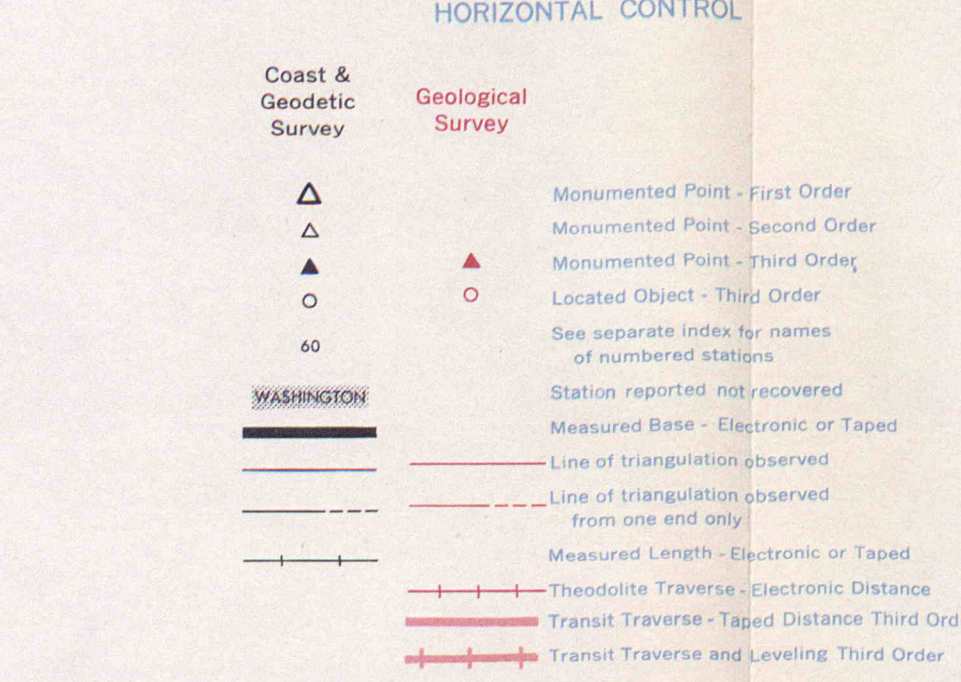 HORIZONTAL CONTROL
Coast &
Geodetic
Survey
Geological
Survey
Monumented Point - First Order
Monumented Point - Second Order
Monumented Point - Third Order
Located Object - Third Order
60
See separate index for names
of numbered stations
WASHINGTON
Station reported not recovered
Measured Base - Electronic or Taped
Line of triangulation observed
Line of triangulation observed
from one end only
Measured Length - Electronic or Taped
Theodolite Traverse - Electronic Distance
Transit Traverse - Taped Distance Third Ord
Transit Traverse and Leveling Third Order